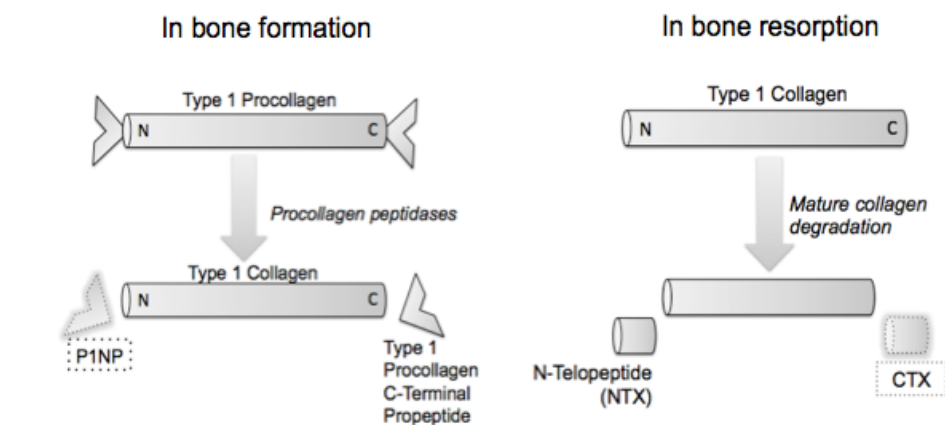 In bone formation
Type 1 Procollagen
N
C
Procollagen peptidases
Type 1 Collagen
N
C
P1NP
Type 1
Procollagen
C-Terminal
Propeptide
In bone resorption
Type 1 Collagen
N
C
Mature collagen
degradation
N-Telopeptide
(NTX)
CTX